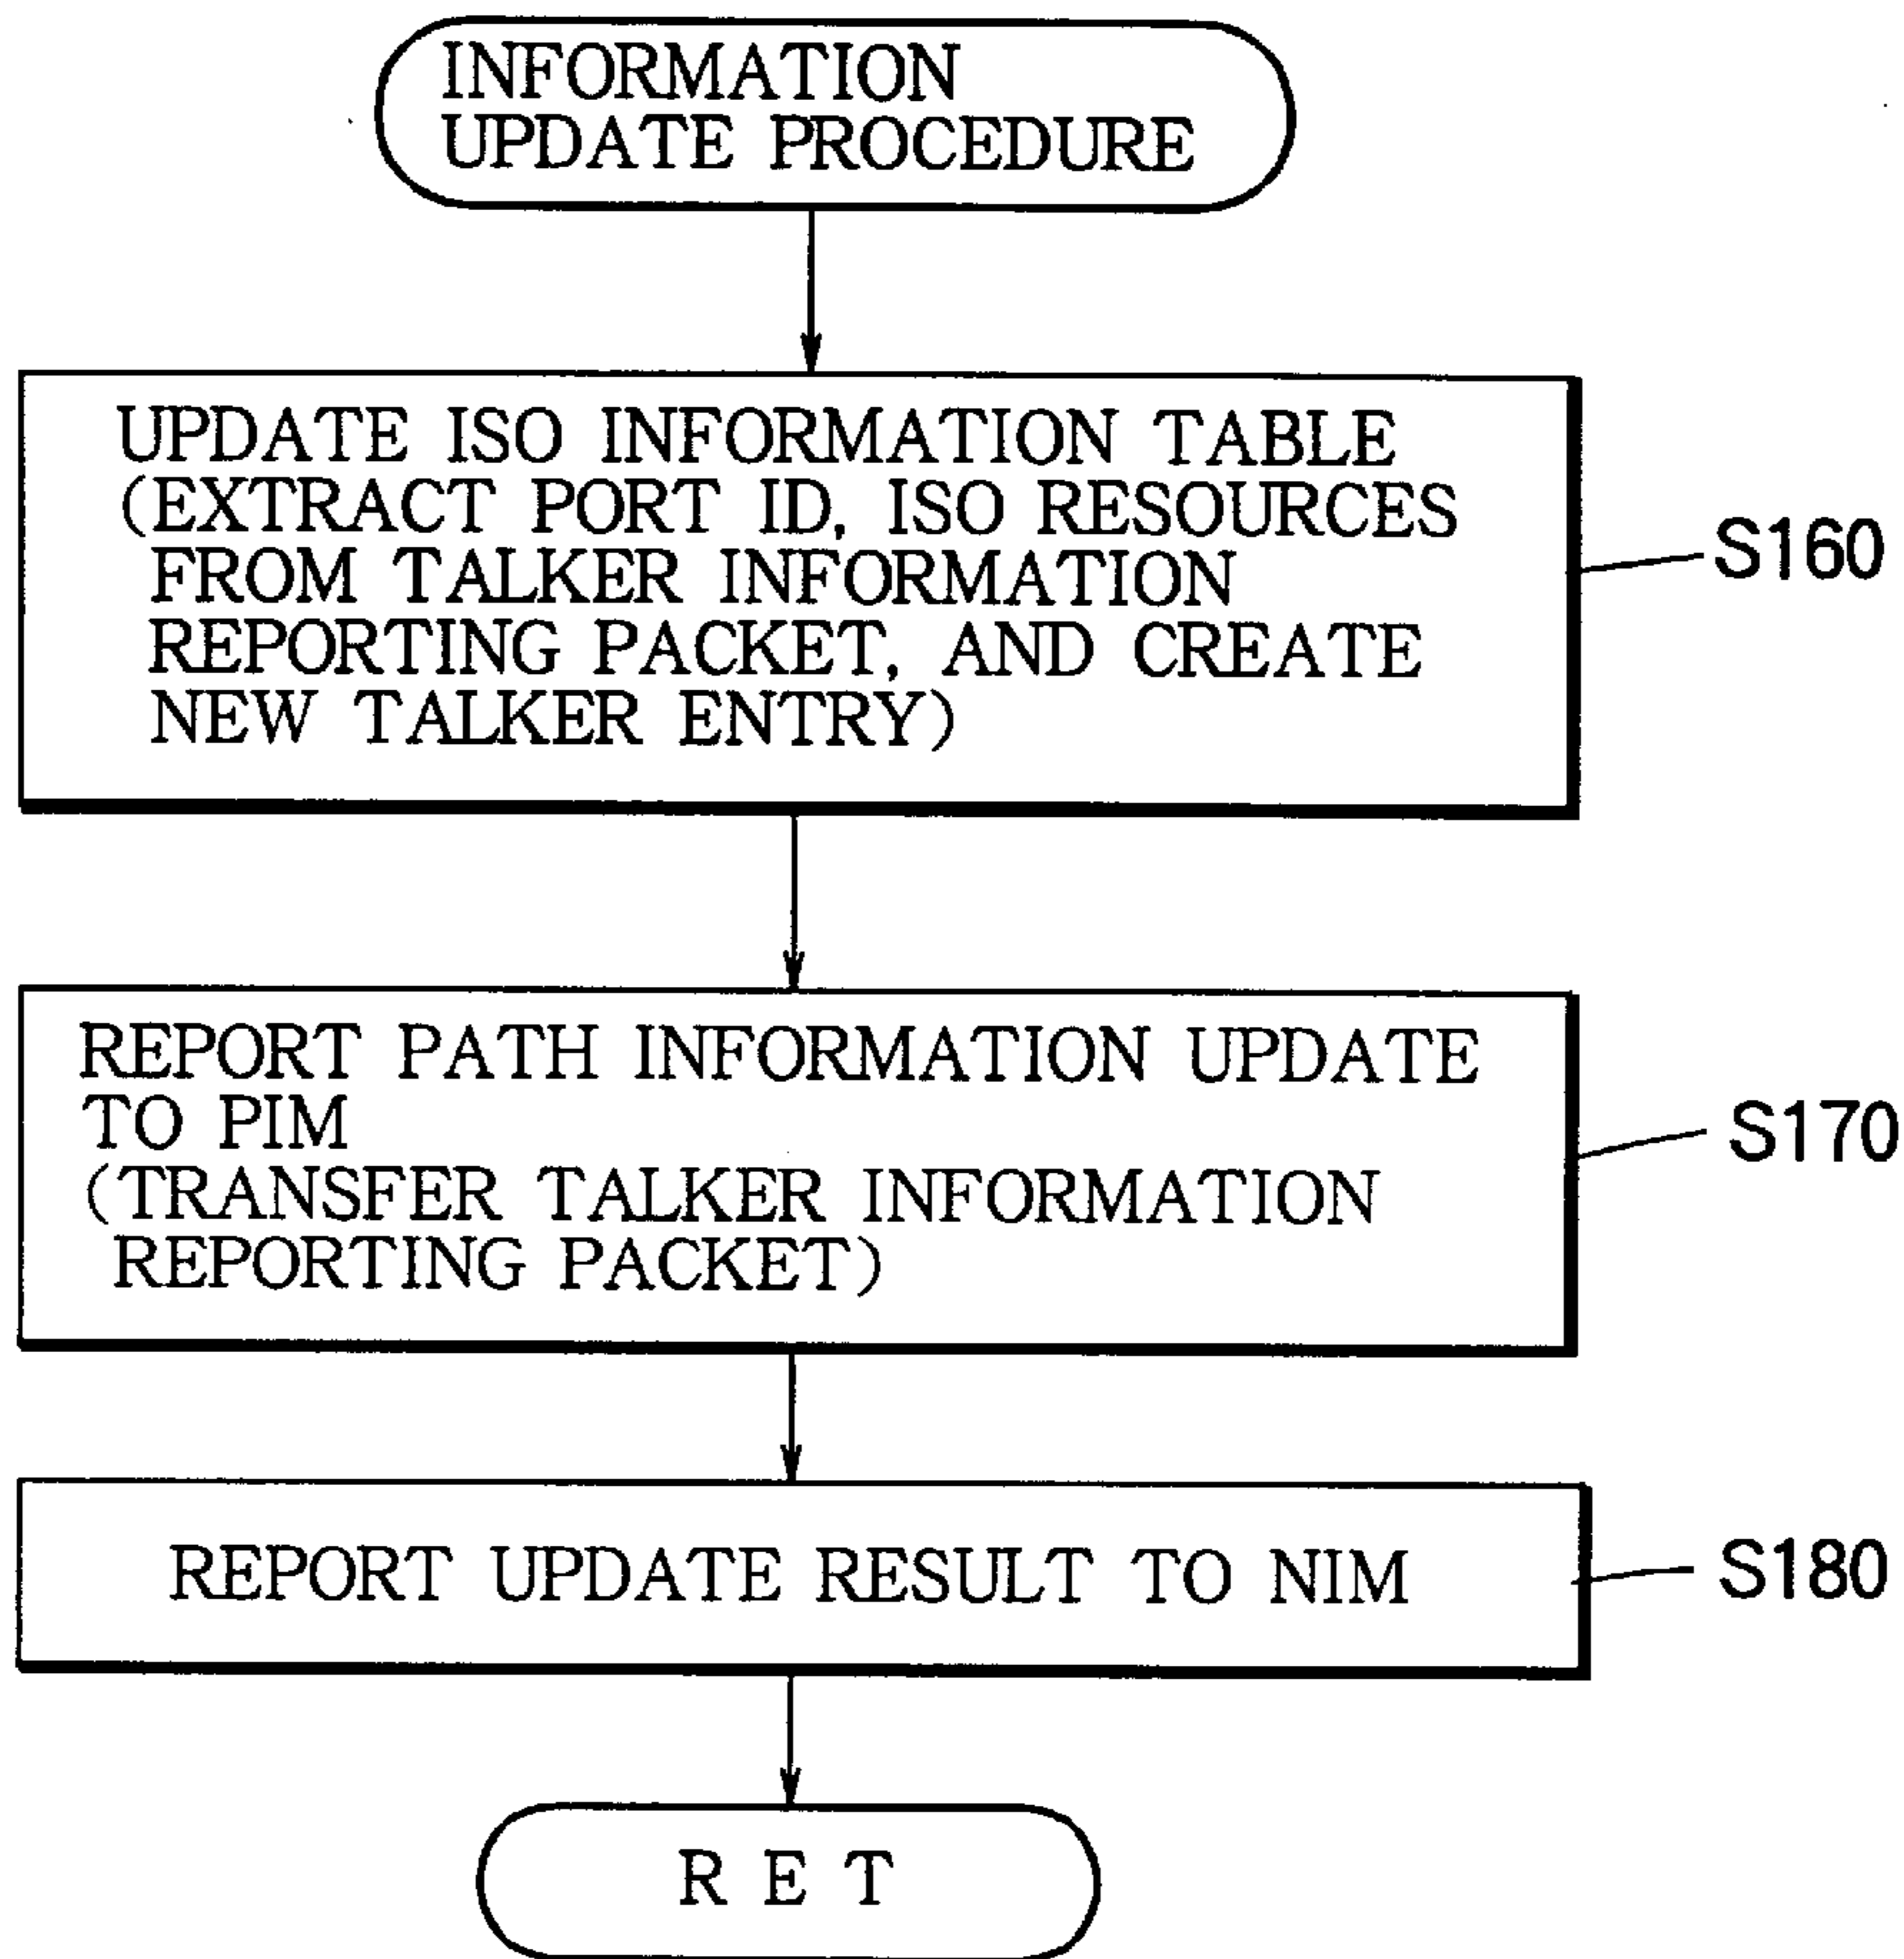 INFORMATION
UPDATE PROCEDURE
UPDATE ISO INFORMATION TABLE
(EXTRACT PORT ID, ISO RESOURCES
FROM TALKER INFORMATION
REPORTING PACKET, AND CREATE
NEW TALKER ENTRY)
S160
REPORT PATH INFORMATION UPDATE
TO PIM
(TRANSFER TALKER INFORMATION
REPORTING PACKET)
S170
REPORT UPDATE RESULT TO NIM
S180
RET